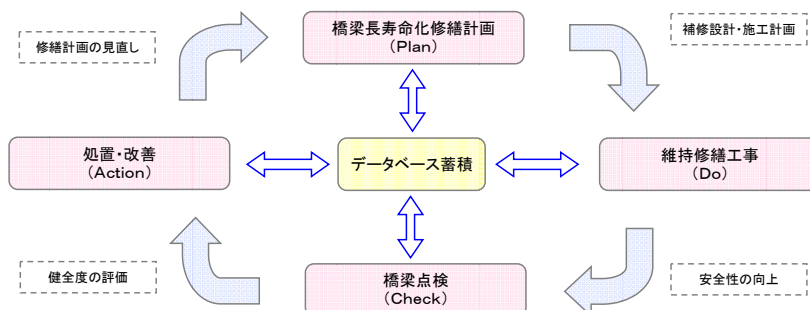 橋梁長寿命化修繕計画
（Plan）
修繕計画の見直し
補修設計・施工計画
処置・改善
（Action）
データベース蓄積
維持修繕工事
（Do）
健全度の評価
橋梁点検
（Check）
安全性の向上